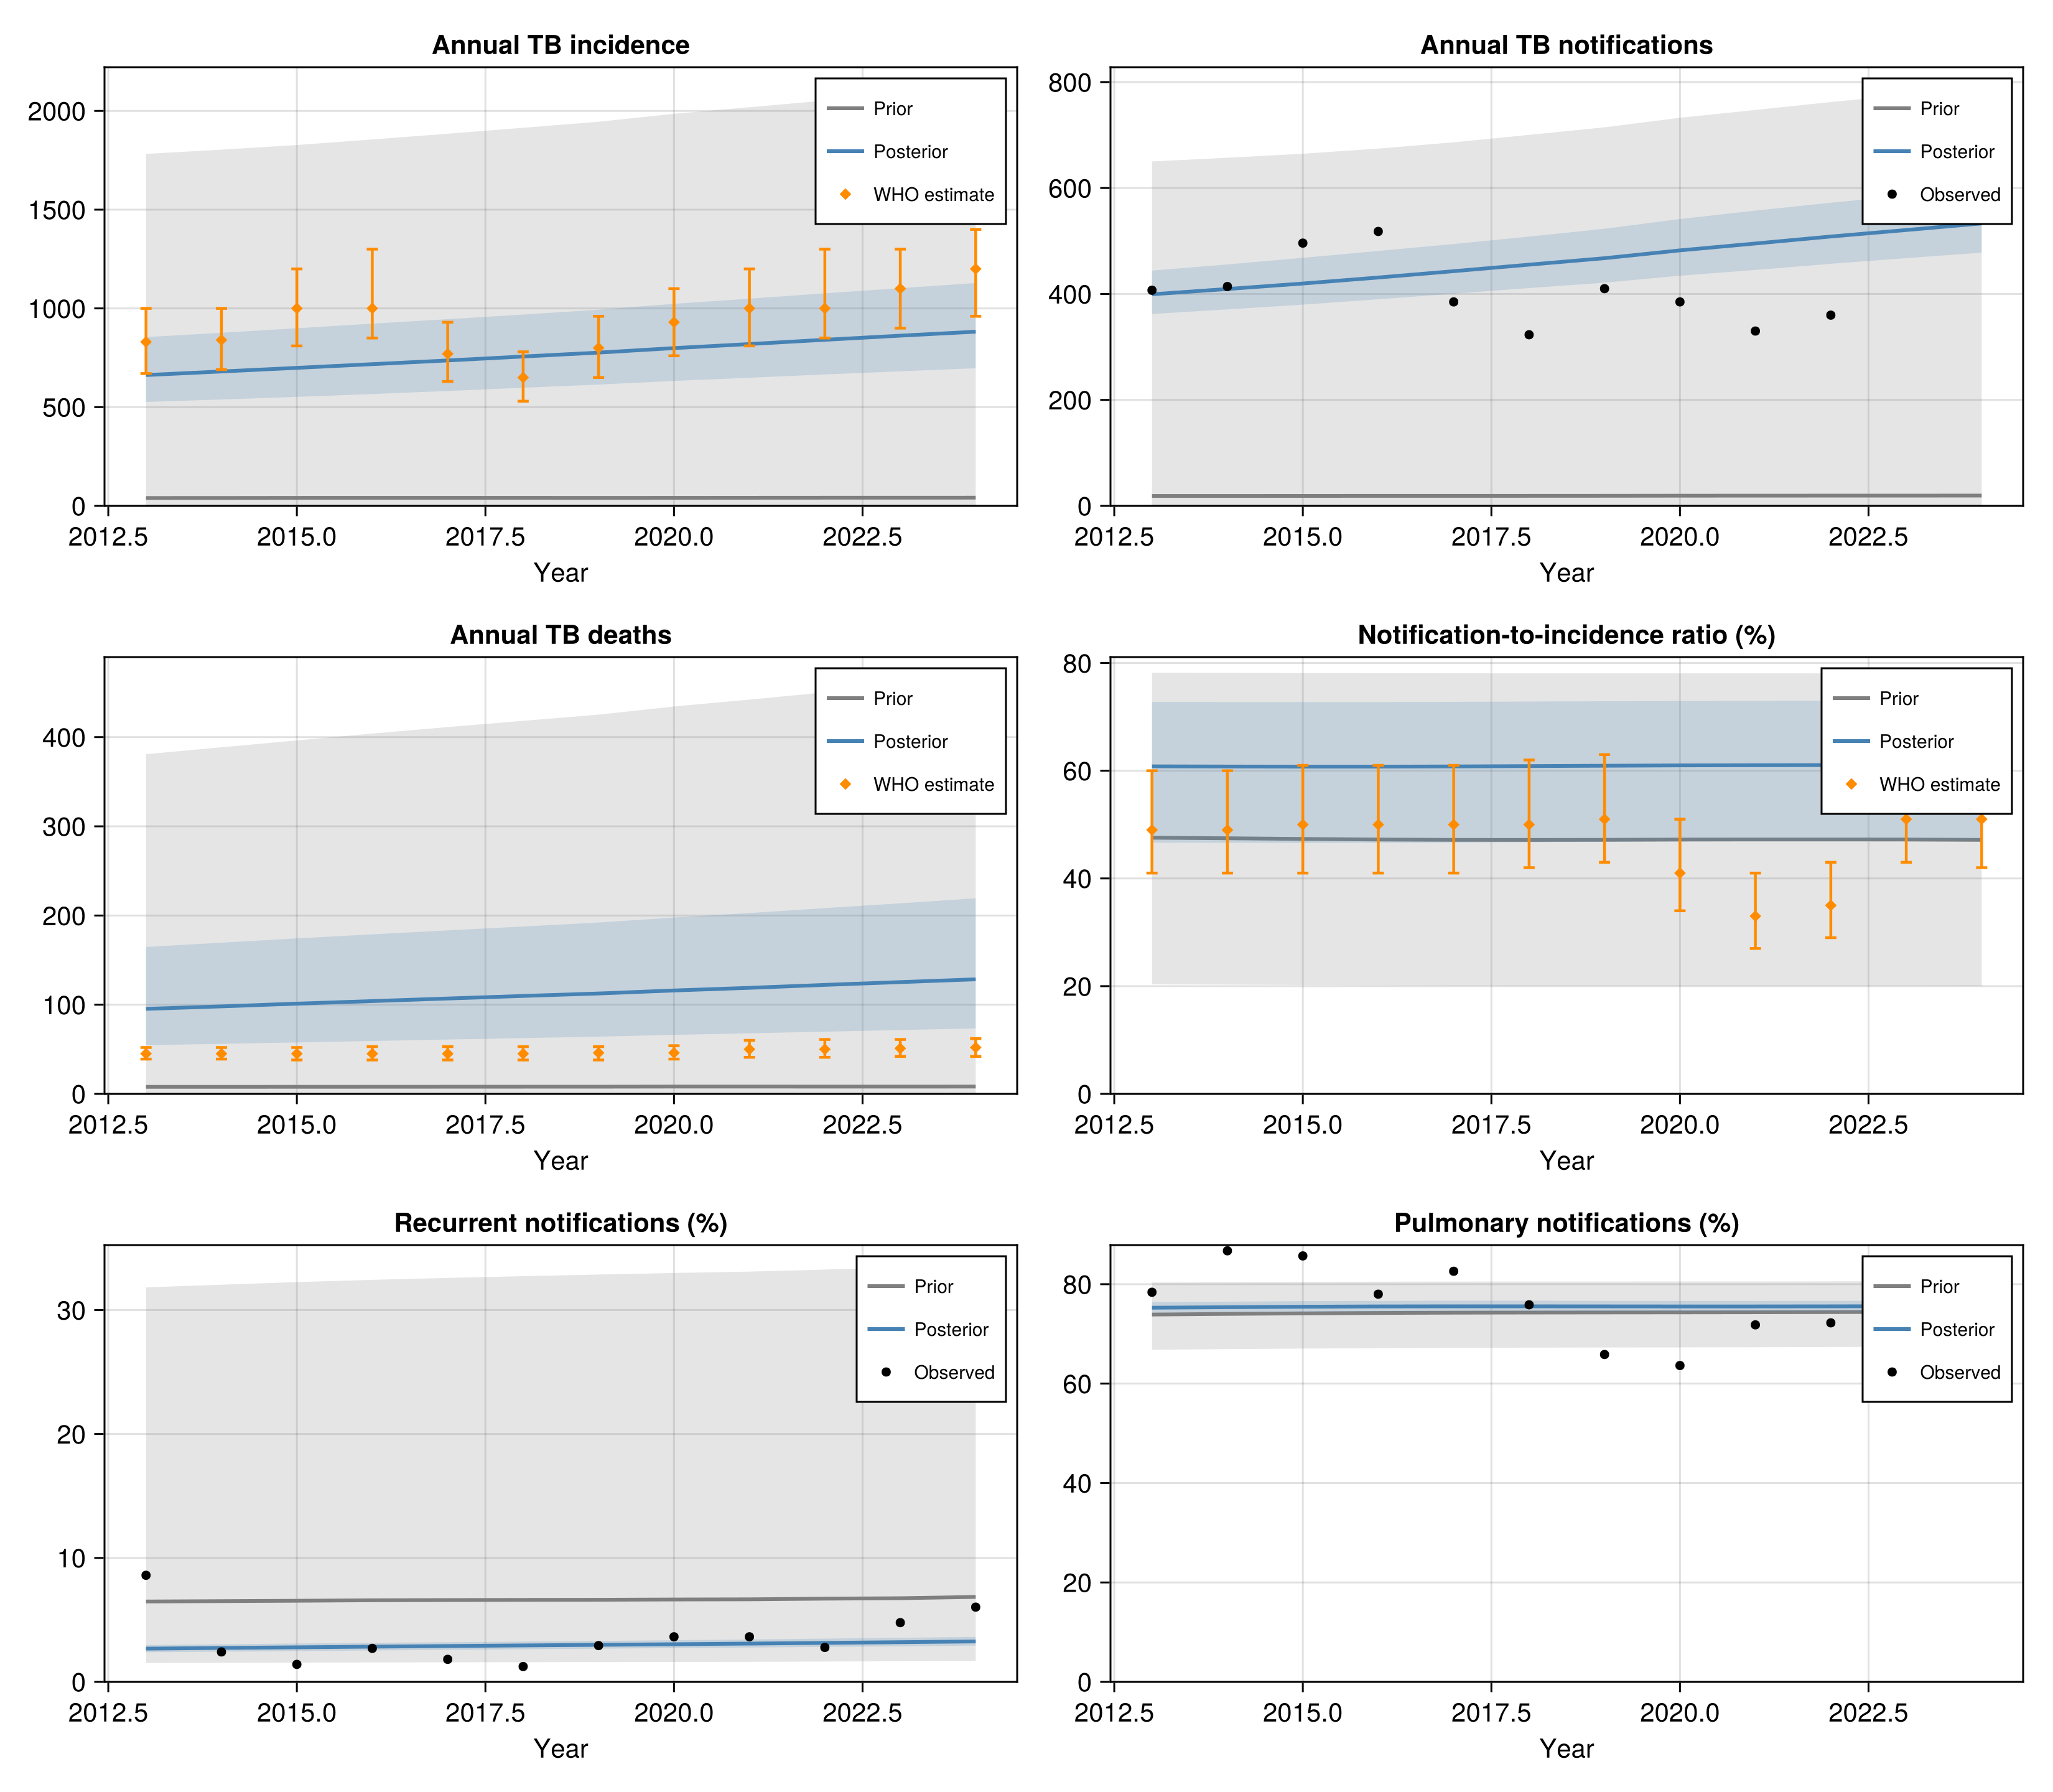 Annual TB incidence
2000
1500
1000
500
0
2012.5 2015.0 2017.5 2020.0 2022.5
Year
Prior
Posterior
WHO estimate
Annual TB notifications
800
600
400
200
0
2012.5 2015.0 2017.5 2020.0 2022.5
Year
Prior
Posterior
Observed
Annual TB deaths
400
300
200
100
0
2012.5 2015.0 2017.5 2020.0 2022.5
Year
Prior
Posterior
WHO estimate
Notification-to-incidence ratio (%)
80
60
40
20
0
2012.5 2015.0 2017.5 2020.0 2022.5
Year
Prior
Posterior
WHO estimate
Recurrent notifications (%)
30
20
10
0
2012.5 2015.0 2017.5 2020.0 2022.5
Year
Prior
Posterior
Observed
Pulmonary notifications (%)
80
60
40
20
0
2012.5 2015.0 2017.5 2020.0 2022.5
Year
Prior
Posterior
Observed